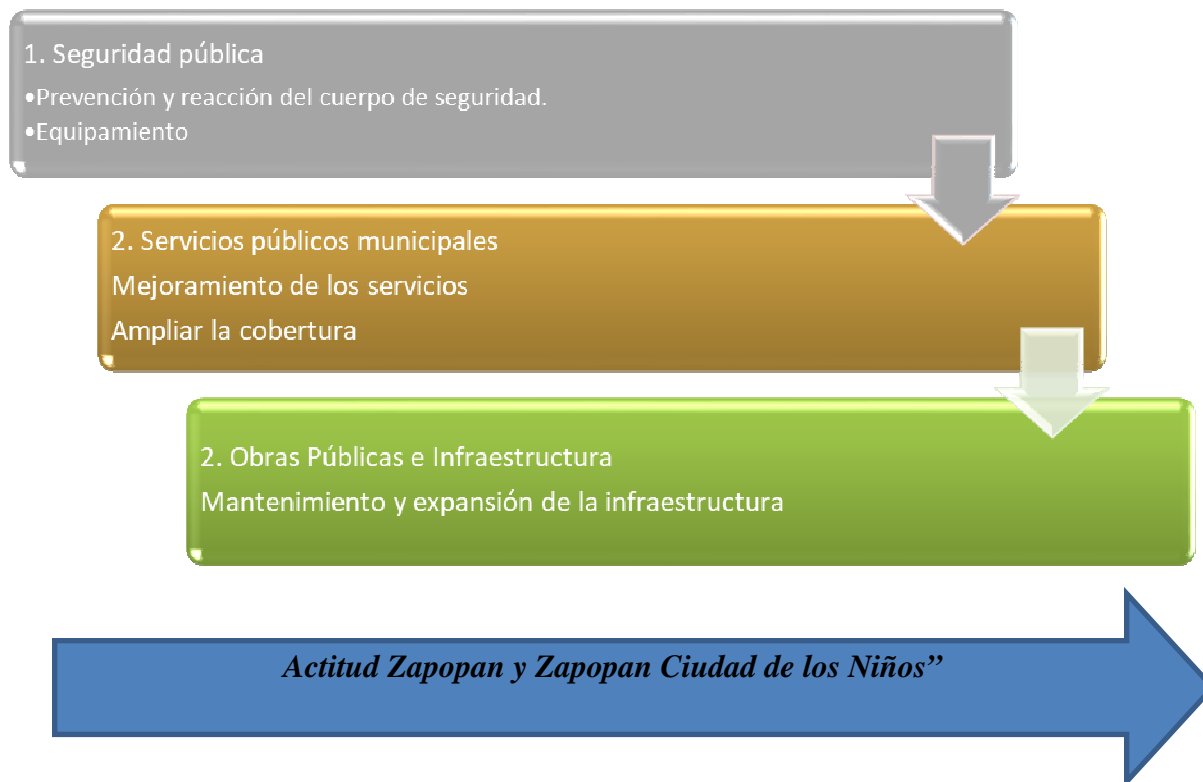 1. Seguridad pública
•Prevención y reacción del cuerpo de seguridad.
•Equipamiento
2. Servicios públicos municipales
Mejoramiento de los servicios
Ampliar la cobertura
2. Obras Públicas e Infraestructura
Mantenimiento y expansión de la infraestructura
Actitud Zapopan y Zapopan Ciudad de los Niños”